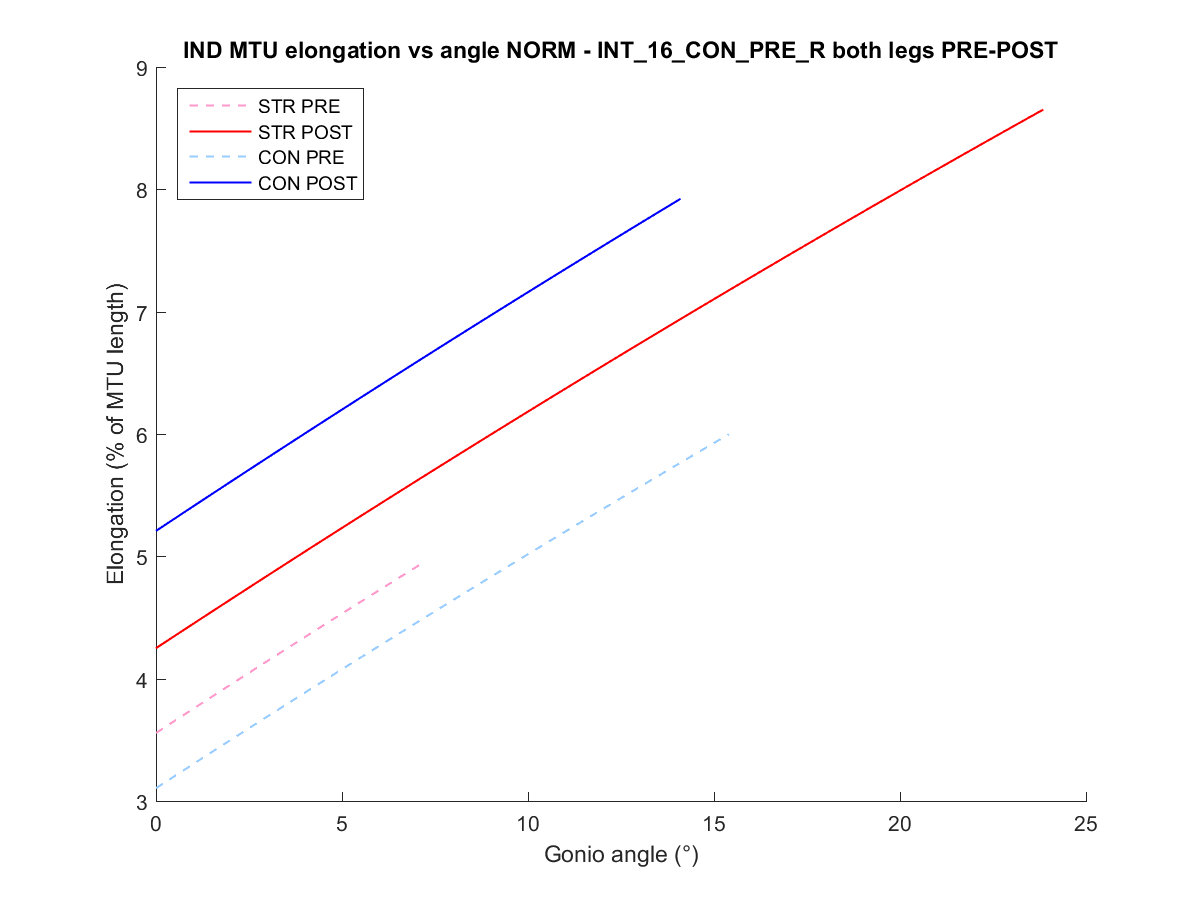 IND MTU elongation vs angle NORM - INT_16_CON_PRE_R both legs PRE-POST
9
8
7
6
5
4
3
STR PRE
STR POST
CON PRE
CON POST
Elongation (% of MTU length)
0
5
10
15
20
25
Gonio angle (°)